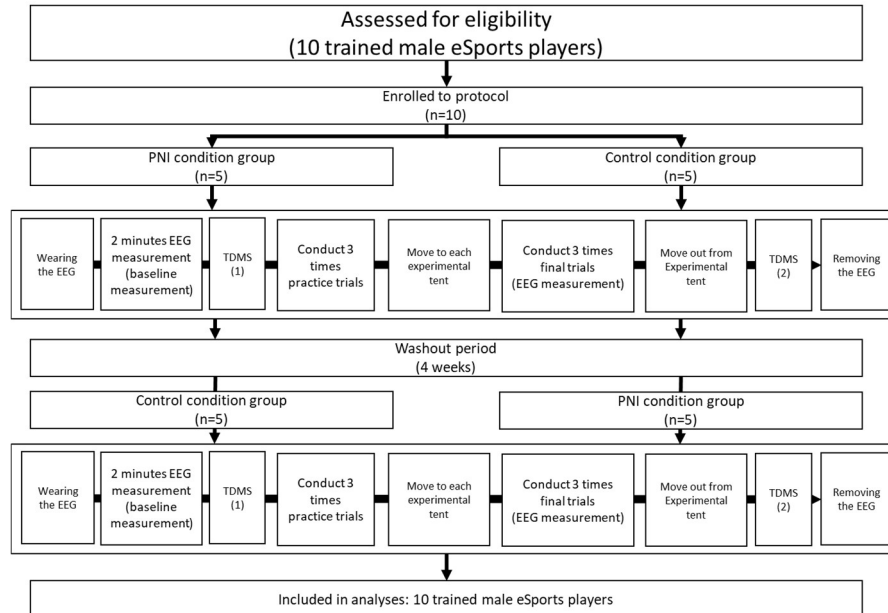 Assessed for eligibility
(10 trained male eSports players)
Enrolled to protocol
(n=10)
PNI condition group
(n=5)
Control condition group
(n=5)
Wearing
the EEG
2 minutes EEG
measurement
(baseline
measurement)
TDMS
(1)
Conduct 3
times
practice trials
Move to each
experimental
tent
Conduct 3 times
final trials
(EEG measurement)
Move out from
Experimental
tent
TDMS
(2)
Removing
the EEG
Washout period
(4 weeks)
Control condition group
(n=5)
PNI condition group
(n=5)
Wearing
the EEG
2 minutes EEG
measurement
(baseline
measurement)
TDMS
(1)
Conduct 3
times
practice trials
Move to each
experimental
tent
Conduct 3 times
final trials
(EEG measurement)
Move out from
Experimental
tent
TDMS
(2)
Removing
the EEG
Included in analyses: 10 trained male eSports players